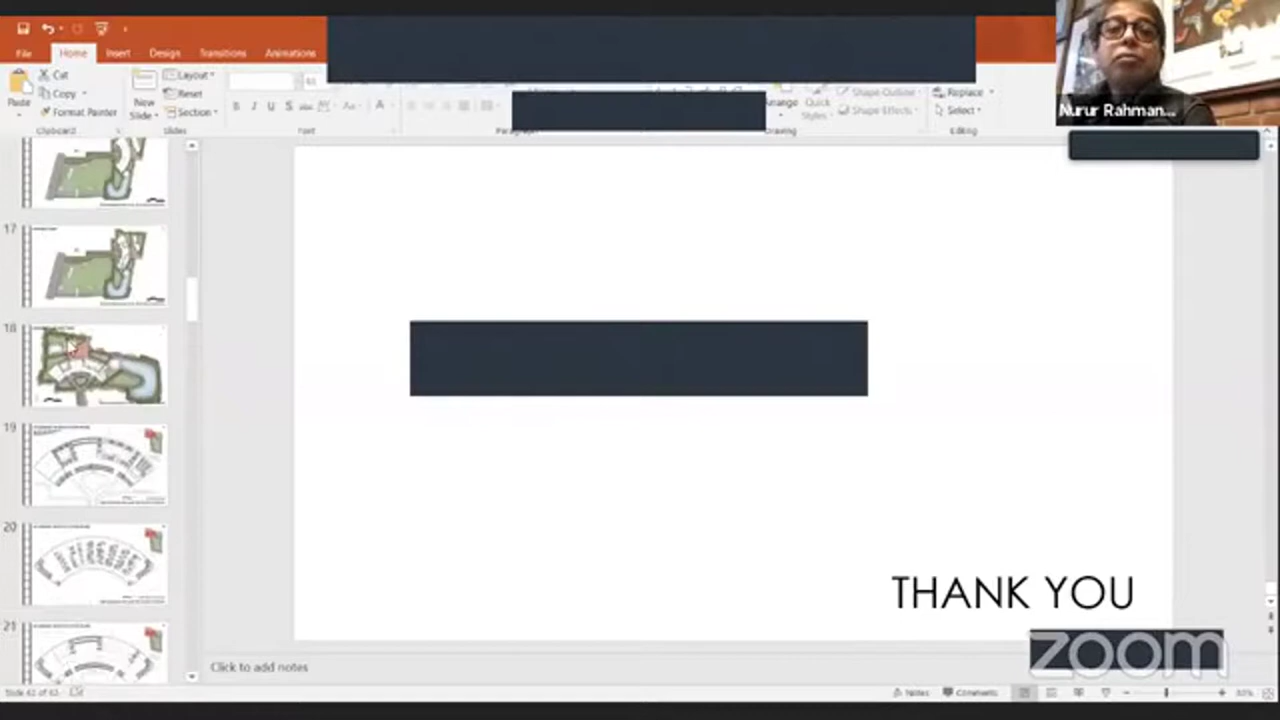 File Home Insert Design Transitions Animations
Nurur Rahman...
Paste
Cut
Copy
Format Painter
Clipboard
New
Slide
Layout
Reset
Section
Slides
Font
Quick
Styles
Shape Outline
Shape Effects
Drawing
Replace
Select
Editing
17
18
19
20
21
THANK YOU
zoom
Click to add notes
Notes
Comments